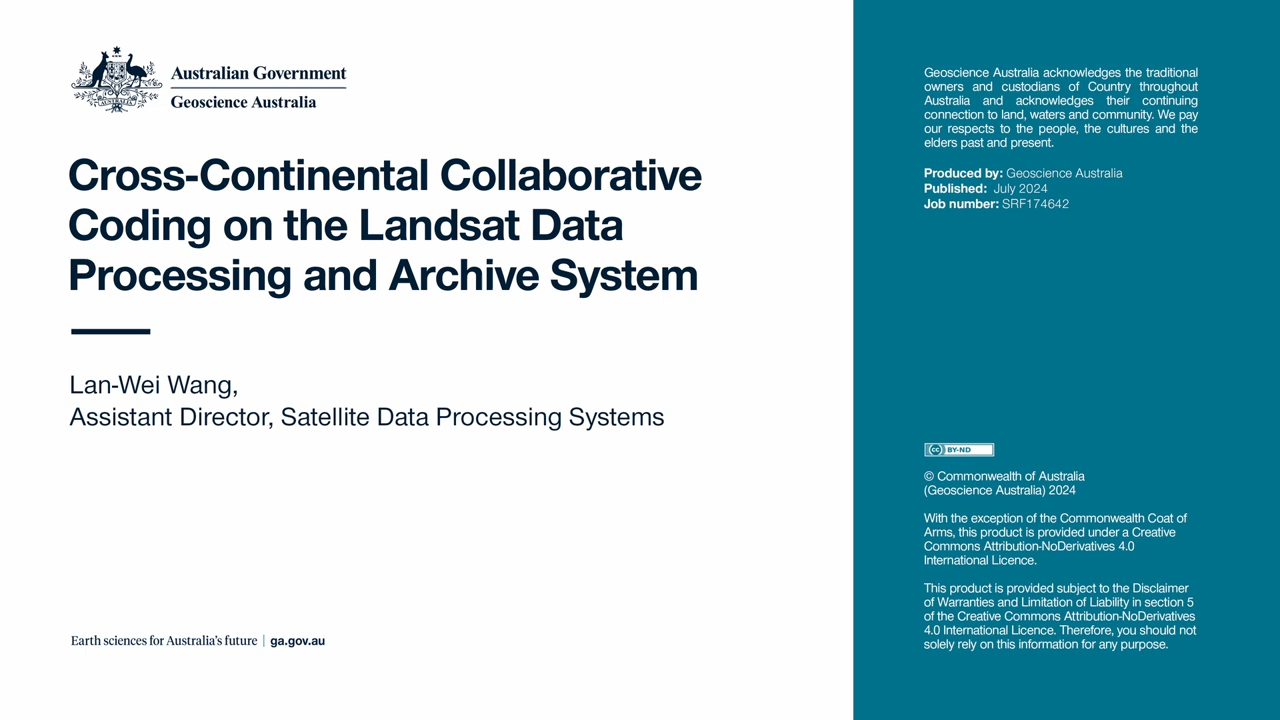 Australian Government
Geoscience Australia
Cross-Continental Collaborative
Coding on the Landsat Data
Processing and Archive System
Lan-Wei Wang,
Assistant Director, Satellite Data Processing Systems
Earth sciences for Australia's future | ga.gov.au
Geoscience Australia acknowledges the traditional
owners and custodians of Country throughout
Australia and acknowledges their continuing
connection to land, waters and community. We pay
our respects to the people, the cultures and the
elders past and present.
Produced by: Geoscience Australia
Published: July 2024
Job number: SRF174642
cc BY-ND
© Commonwealth of Australia
(Geoscience Australia) 2024
With the exception of the Commonwealth Coat of
Arms, this product is provided under a Creative
Commons Attribution-NoDerivatives 4.0
International Licence.
This product is provided subject to the Disclaimer
of Warranties and Limitation of Liability in section 5
of the Creative Commons Attribution-NoDerivatives
4.0 International Licence. Therefore, you should not
solely rely on this information for any purpose.